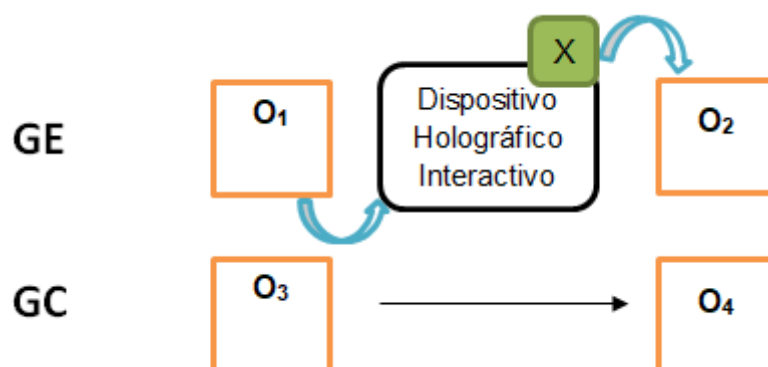 X
GE
O₁
Dispositivo
Holográfico
Interactivo
O₂
GC
O₃
O₄